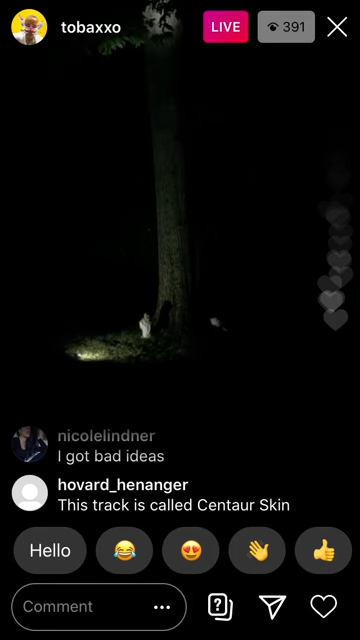 tobaxxo
LIVE
391
nicolelindner
I got bad ideas
hovard_henanger
This track is called Centaur Skin
Hello
Comment